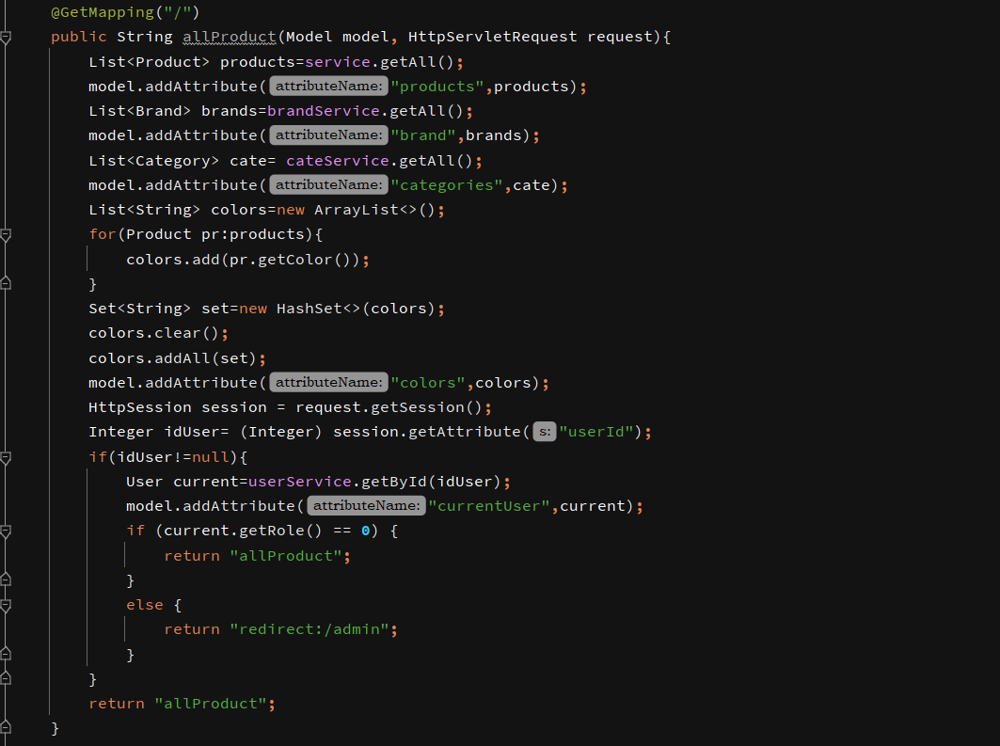 @GetMapping("/")
public String allProduct(Model model, HttpServletRequest request){
List<Product> products=service.getAll();
model.addAttribute( attributeName: "products",products);
List<Brand> brands=brandService.getAll();
model.addAttribute( attributeName: "brand",brands);
List<Category> cate= cateService.getAll();
model.addAttribute( attributeName: "categories",cate);
List<String> colors=new ArrayList<>();
for(Product pr:products){
colors.add(pr.getColor());
}
Set<String> set=new HashSet<>(colors);
colors.clear();
colors.addAll(set);
model.addAttribute( attributeName: "colors",colors);
HttpSession session = request.getSession();
Integer idUser= (Integer) session.getAttribute( s: "userId");
if(idUser!=null){
User current=userService.getById(idUser);
model.addAttribute( attributeName: "currentUser",current);
if (current.getRole() == 0) {
return "allProduct";
}
else {
return "redirect:/admin";
}
}
return "allProduct";
}